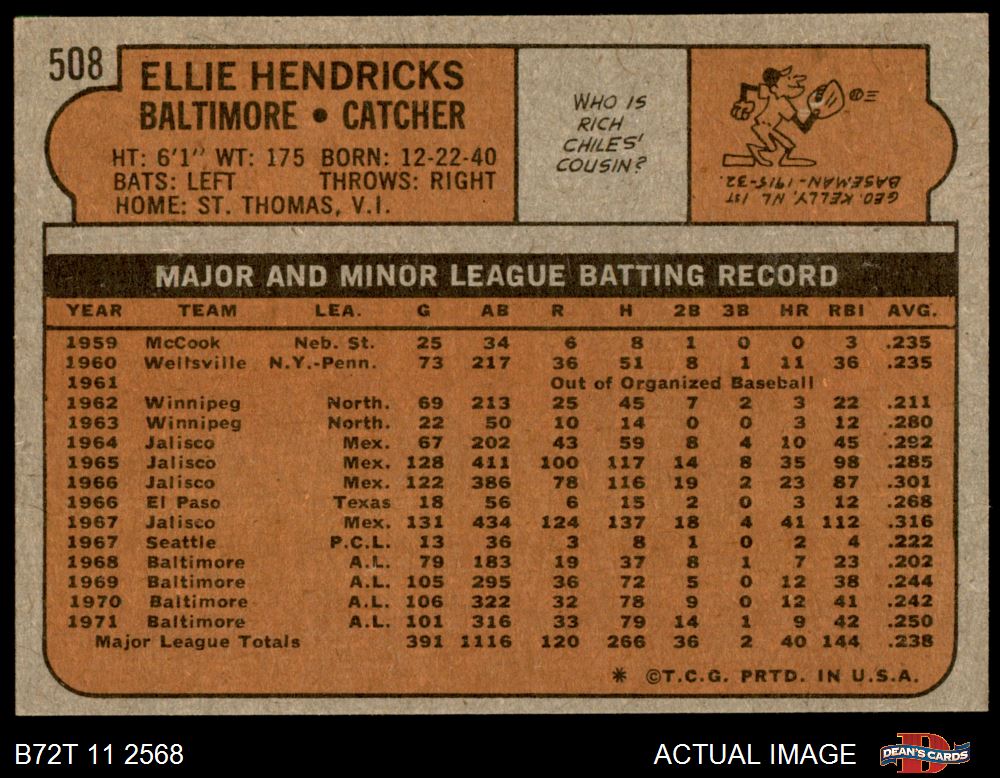 508
ELLIE HENDRICKS
BALTIMORE • CATCHER
HT: 6'1" WT: 175 BORN: 12-22-40
BATS: LEFT THROWS: RIGHT
HOME: ST. THOMAS, V.I.
WHO IS
RICH
CHILES'
COUSIN?
GEO. KELLY, NL 1ST
BASEMAN-1915-32.
MAJOR AND MINOR LEAGUE BATTING RECORD
YEAR TEAM LEA. G AB R H 2B 3B HR RBI AVG.
1959 McCook Neb. St. 25 34 6 8 1 0 0 3 .235
1960 Wellsville N.Y.-Penn. 73 217 36 51 8 1 11 36 .235
1961 Out of Organized Baseball
1962 Winnipeg North. 69 213 25 45 7 2 3 22 .211
1963 Winnipeg North. 22 50 10 14 0 0 3 12 .280
1964 Jalisco Mex. 67 202 43 59 8 4 10 45 .292
1965 Jalisco Mex. 128 411 100 117 14 8 35 98 .285
1966 Jalisco Mex. 122 386 78 116 19 2 23 87 .301
1966 El Paso Texas 18 56 6 15 2 0 3 12 .268
1967 Jalisco Mex. 131 434 124 137 18 4 41 112 .316
1967 Seattle P.C.L. 13 36 3 8 1 0 2 4 .222
1968 Baltimore A.L. 79 183 19 37 8 1 7 23 .202
1969 Baltimore A.L. 105 295 36 72 5 0 12 38 .244
1970 Baltimore A.L. 106 322 32 78 9 0 12 41 .242
1971 Baltimore A.L. 101 316 33 79 14 1 9 42 .250
Major League Totals 391 1116 120 266 36 2 40 144 .238
* ©T.C.G. PRTD. IN U.S.A.
B72T 11 2568
ACTUAL IMAGE
DEAN'S CARDS